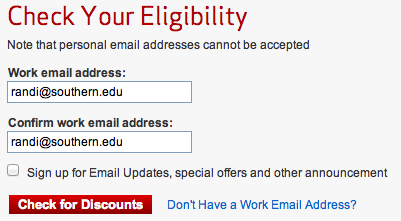 Check Your Eligibility
Note that personal email addresses cannot be accepted
Work email address:
randi@southern.edu
Confirm work email address:
randi@southern.edu
Sign up for Email Updates, special offers and other announcement
Check for Discounts Don't Have a Work Email Address?